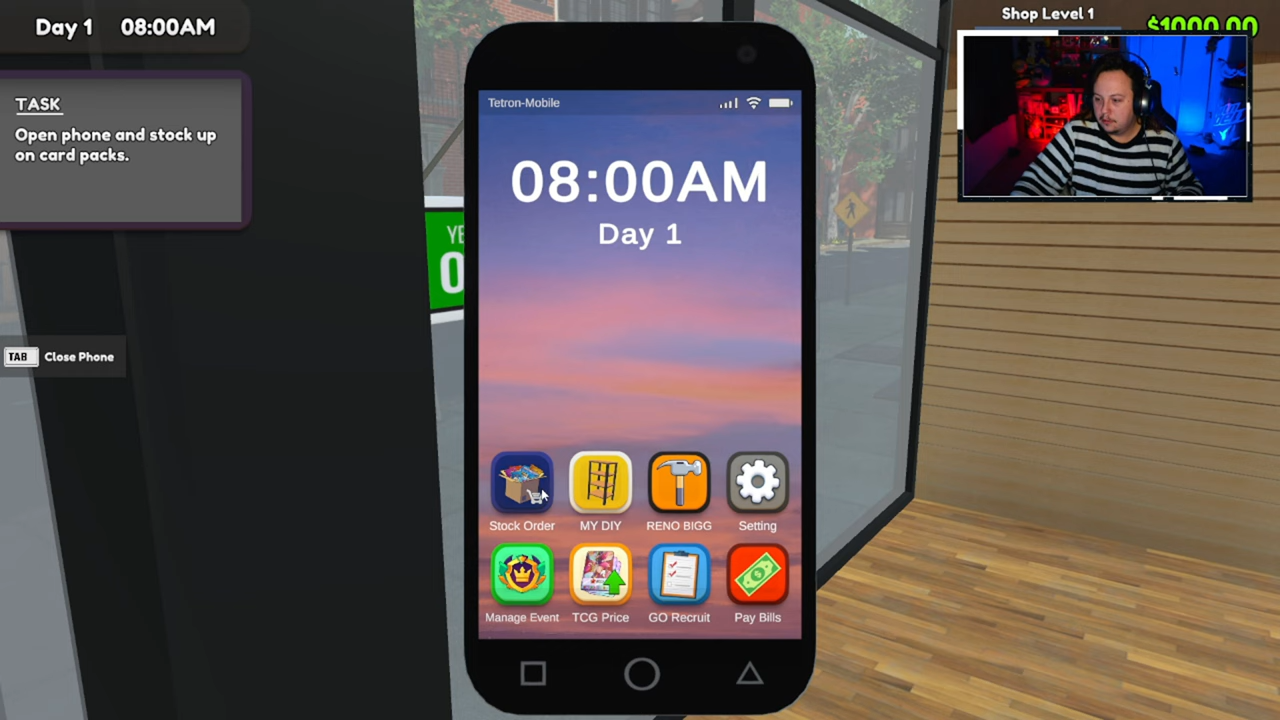 Day 1 08:00AM
TASK
Open phone and stock up
on card packs.
TAB Close Phone
Shop Level 1
$1000.00
Tetron-Mobile
08:00AM
Day 1
Stock Order MY DIY RENO BIGG Setting
Manage Event TCG Price GO Recruit Pay Bills